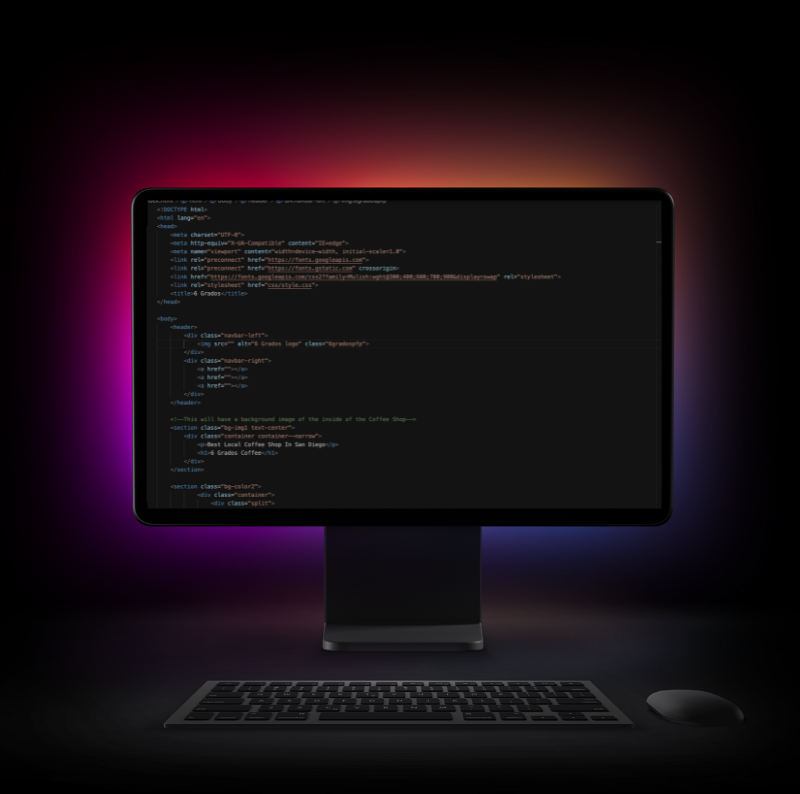 <!DOCTYPE html>
<html lang="en">
<head>
<meta charset="UTF-8">
<meta http-equiv="X-UA-Compatible" content="IE=edge">
<meta name="viewport" content="width=device-width, initial-scale=1.0">
<link rel="preconnect" href="https://fonts.googleapis.com">
<link rel="preconnect" href="https://fonts.gstatic.com" crossorigin>
<link href="https://fonts.googleapis.com/css2?family=Mulish:wght@300;400;600;700;900&display=swap" rel="stylesheet">
<link rel="stylesheet" href="css/style.css">
<title>6 Grados</title>
</head>
<body>
<header>
<div class="navbar-left">
<img src="" alt="6 Grados logo" class=
</div>
<div class="navbar-right">
<a href=""></a>
<a href=""></a>
<a href=""></a>
</div>
</header>
<!--This will have a background image of the inside of the Coffee Shop-->
<section class="bg-img1 text-center">
<div class="container container--narrow">
<p>Best Local Coffee Shop In San Diego</p>
<h1>6 Grados Coffee</h1>
</div>
</section>
<section class="bg-color2">
<div class="container">
<div class="split">